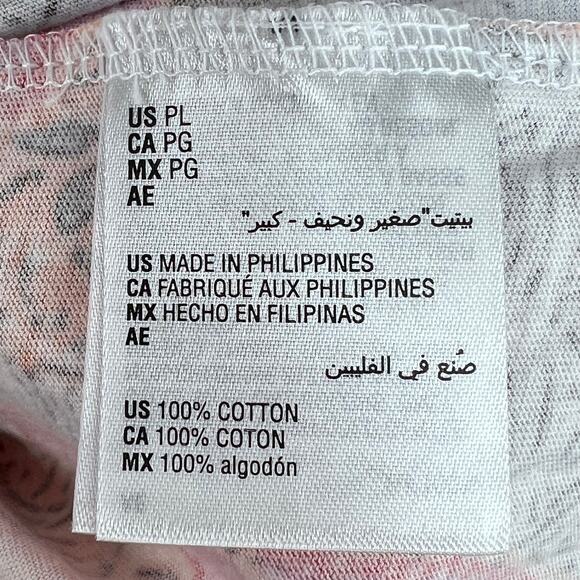 US PL
CA PG
MX PG
AE
بيتيت"صغير ونحيف - كبير"
US MADE IN PHILIPPINES
CA FABRIQUÉ AUX PHILIPPINES
MX HECHO EN FILIPINAS
AE
صُنع في الفليبين
US 100% COTTON
CA 100% COTON
MX 100% algodón